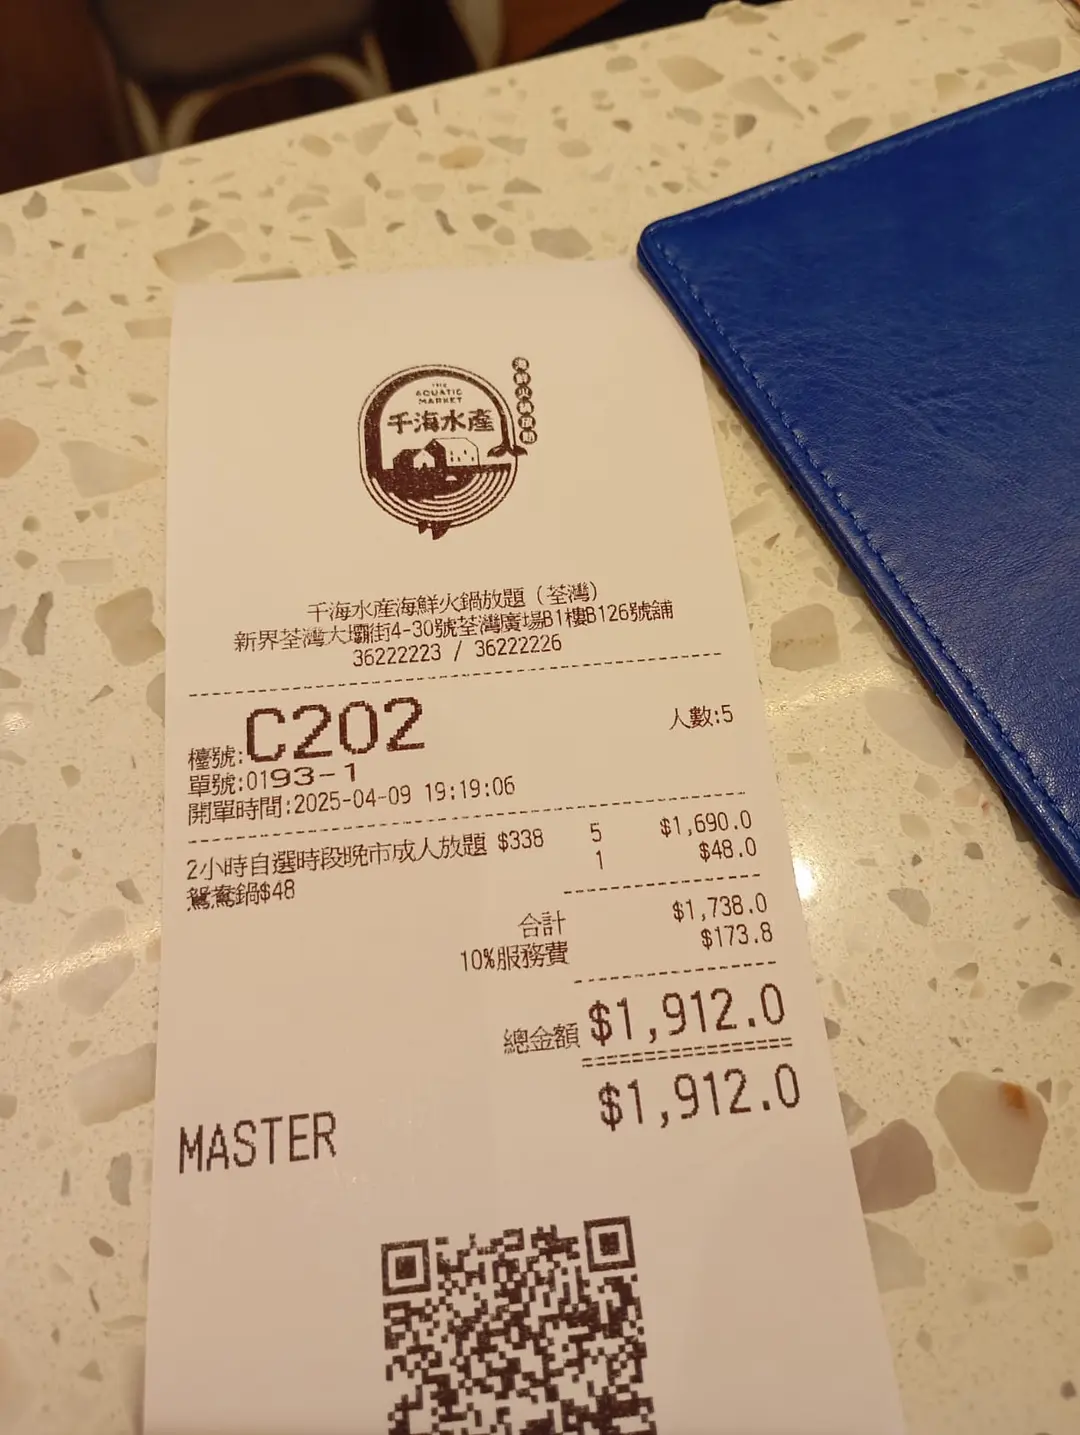 THE
AQUATIC
MARKET
千海水產
千海水產海鮮火鍋放題（荃灣）
新界荃灣大壩街4-30號荃灣廣場B1樓B126號舖
36222223 / 36222226
檯號:C202 人數:5
單號:0193-1
開單時間:2025-04-09 19:19:06
2小時自選時段晚市成人放題 $338 5 $1,690.0
鴛鴦鍋$48 1 $48.0
合計 $1,738.0
10%服務費 $173.8
總金額 $1,912.0
$1,912.0
MASTER